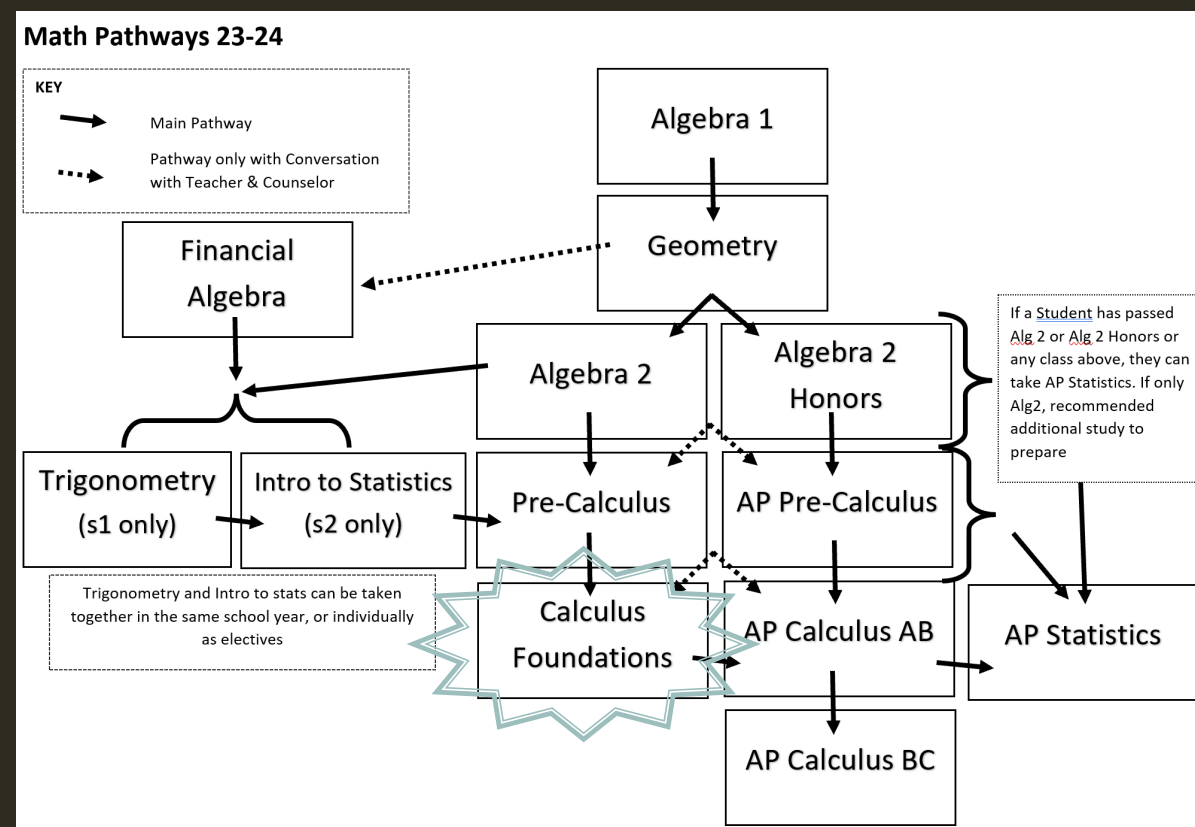 Math Pathways 23-24
KEY
Main Pathway
Pathway only with Conversation
with Teacher & Counselor
Algebra 1
Geometry
Financial
Algebra
Algebra 2
Algebra 2
Honors
If a Student has passed
Alg 2 or Alg 2 Honors or
any class above, they can
take AP Statistics. If only
Alg2, recommended
additional study to
prepare
Trigonometry
(s1 only)
Intro to Statistics
(s2 only)
Pre-Calculus
AP Pre-Calculus
Trigonometry and Intro to stats can be taken
together in the same school year, or individually
as electives
Calculus
Foundations
AP Calculus AB
AP Statistics
AP Calculus BC